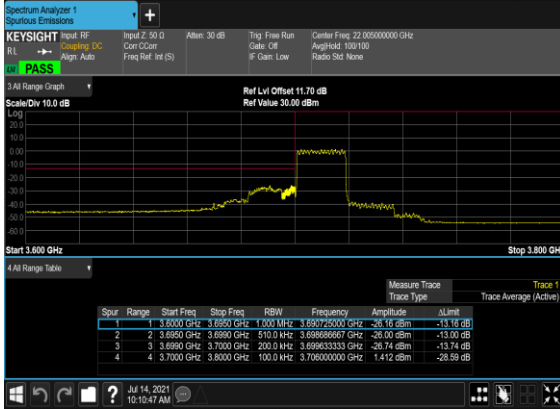 Spectrum Analyzer 1
Spurious Emissions
KEYSIGHT Input: RF Input Z: 50 Ω Atten: 30 dB Trig: Free Run Center Freq: 22.005000000 GHz
RL Coupling: DC Corr CCorr Gate: Off Avg|Hold: 100/100
Align: Auto Freq Ref: Int (S) IF Gain: Low Radio Std: None
PASS
3 All Range Graph
Ref Lvl Offset 11.70 dB
Scale/Div 10.0 dB Ref Value 30.00 dBm
Log
20.0
10.0
0.00
-10.0
-20.0
-30.0
-40.0
-50.0
-60.0
Start 3.600 GHz Stop 3.800 GH
4 All Range Table
Measure Trace Trace 1
Trace Type Trace Average (Active)
Spur Range Start Freq Stop Freq RBW Frequency Amplitude ΔLimit
1 1 3.6000 GHz 3.6950 GHz 1.000 MHz 3.690725000 GHz -26.16 dBm -13.16 dB
2 2 3.6950 GHz 3.6990 GHz 510.0 kHz 3.698686667 GHz -26.00 dBm -13.00 dB
3 3 3.6990 GHz 3.7000 GHz 200.0 kHz 3.699633333 GHz -26.74 dBm -13.74 dB
4 4 3.7000 GHz 3.8000 GHz 100.0 kHz 3.706000000 GHz 1.412 dBm -28.59 dB
Jul 14, 2021
10:10:47 AM